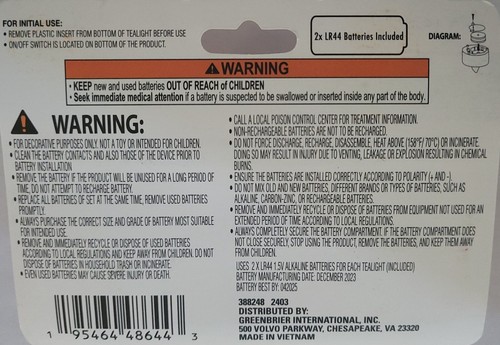 FOR INITIAL USE:
• REMOVE PLASTIC INSERT FROM BOTTOM OF TEALIGHT BEFORE USE
• ON/OFF SWITCH IS LOCATED ON BOTTOM OF THE PRODUCT.
2x LR44 Batteries Included
DIAGRAM:
WARNING
• KEEP new and used batteries OUT OF REACH of CHILDREN
• Seek immediate medical attention if a battery is suspected to be swallowed or inserted inside any part of the body.
WARNING:
• FOR DECORATIVE PURPOSES ONLY, NOT A TOY OR INTENDED FOR CHILDREN.
• CLEAN THE BATTERY CONTACTS AND ALSO THOSE OF THE DEVICE PRIOR TO
BATTERY INSTALLATION
• REMOVE THE BATTERY IF THE PRODUCT WILL BE UNUSED FOR A LONG PERIOD OF
TIME, DO NOT ATTEMPT TO RECHARGE BATTERY.
• REPLACE ALL BATTERIES OF SET AT THE SAME TIME, REMOVE USED BATTERIES
PROMPTLY.
• ALWAYS PURCHASE THE CORRECT SIZE AND GRADE OF BATTERY MOST SUITABLE
FOR INTENDED USE.
• REMOVE AND IMMEDIATELY RECYCLE OR DISPOSE OF USED BATTERIES
ACCORDING TO LOCAL REGULATIONS AND KEEP AWAY FROM CHILDREN. DO NOT
DISPOSE OF BATTERIES IN HOUSEHOLD TRASH OR INCINERATE.
• EVEN USED BATTERIES MAY CAUSE SEVERE INJURY OR DEATH.
• CALL A LOCAL POISON CONTROL CENTER FOR TREATMENT INFORMATION.
• NON-RECHARGEABLE BATTERIES ARE NOT TO BE RECHARGED.
• DO NOT FORCE DISCHARGE, RECHARGE, DISASSEMBLE, HEAT ABOVE (158°F/70°C) OR INCINERATE.
DOING SO MAY RESULT IN INJURY DUE TO VENTING, LEAKAGE OR EXPLOSION RESULTING IN CHEMICAL
BURNS.
• ENSURE THE BATTERIES ARE INSTALLED CORRECTLY ACCORDING TO POLARITY (+ AND -).
• DO NOT MIX OLD AND NEW BATTERIES, DIFFERENT BRANDS OR TYPES OF BATTERIES, SUCH AS
ALKALINE, CARBON-ZINC, OR RECHARGEABLE BATTERIES.
• REMOVE AND IMMEDIATELY RECYCLE OR DISPOSE OF BATTERIES FROM EQUIPMENT NOT USED FOR AN
EXTENDED PERIOD OF TIME ACCORDING TO LOCAL REGULATIONS.
• ALWAYS COMPLETELY SECURE THE BATTERY COMPARTMENT. IF THE BATTERY COMPARTMENT DOES
NOT CLOSE SECURELY, STOP USING THE PRODUCT, REMOVE THE BATTERIES, AND KEEP THEM AWAY
FROM CHILDREN.
USES 2 X LR44 1.5V ALKALINE BATTERIES FOR EACH TEALIGHT (INCLUDED)
BATTERY MANUFACTURING DATE: DECEMBER 2023
BATTERY BEST BY: 042025
388248 2403
DISTRIBUTED BY:
GREENBRIER INTERNATIONAL, INC.
500 VOLVO PARKWAY, CHESAPEAKE, VA 23320
MADE IN VIETNAM
1 95464 48644 3